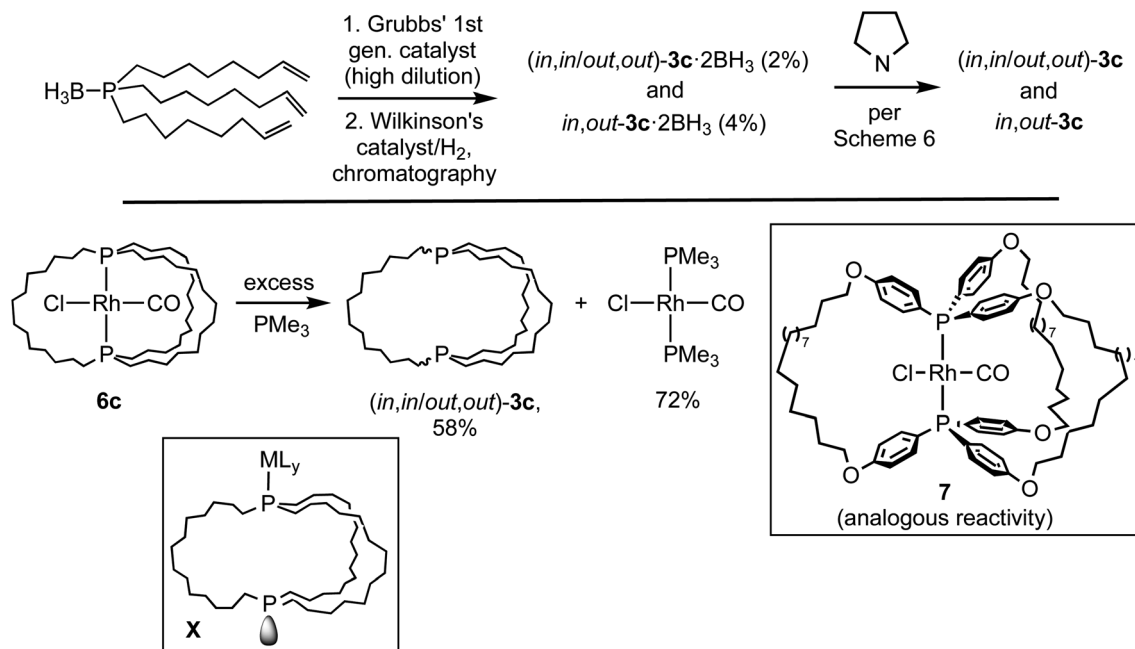 1. Grubbs' 1st
gen. catalyst
(high dilution)
2. Wilkinson's
catalyst/H2,
chromatography
H3B
P
(in,in/out,out)-3c·2BH3 (2%)
and
in,out-3c·2BH3 (4%)
N
per
Scheme 6
(in,in/out,out)-3c
and
in,out-3c
P
Cl
Rh
CO
P
6c
excess
PMe3
P
P
(in,in/out,out)-3c,
58%
+
PMe3
Cl
Rh
CO
PMe3
72%
O
O
O
P
( )7
( )7
Cl
Rh
CO
P
O
O
O
7
(analogous reactivity)
MLy
P
P
X